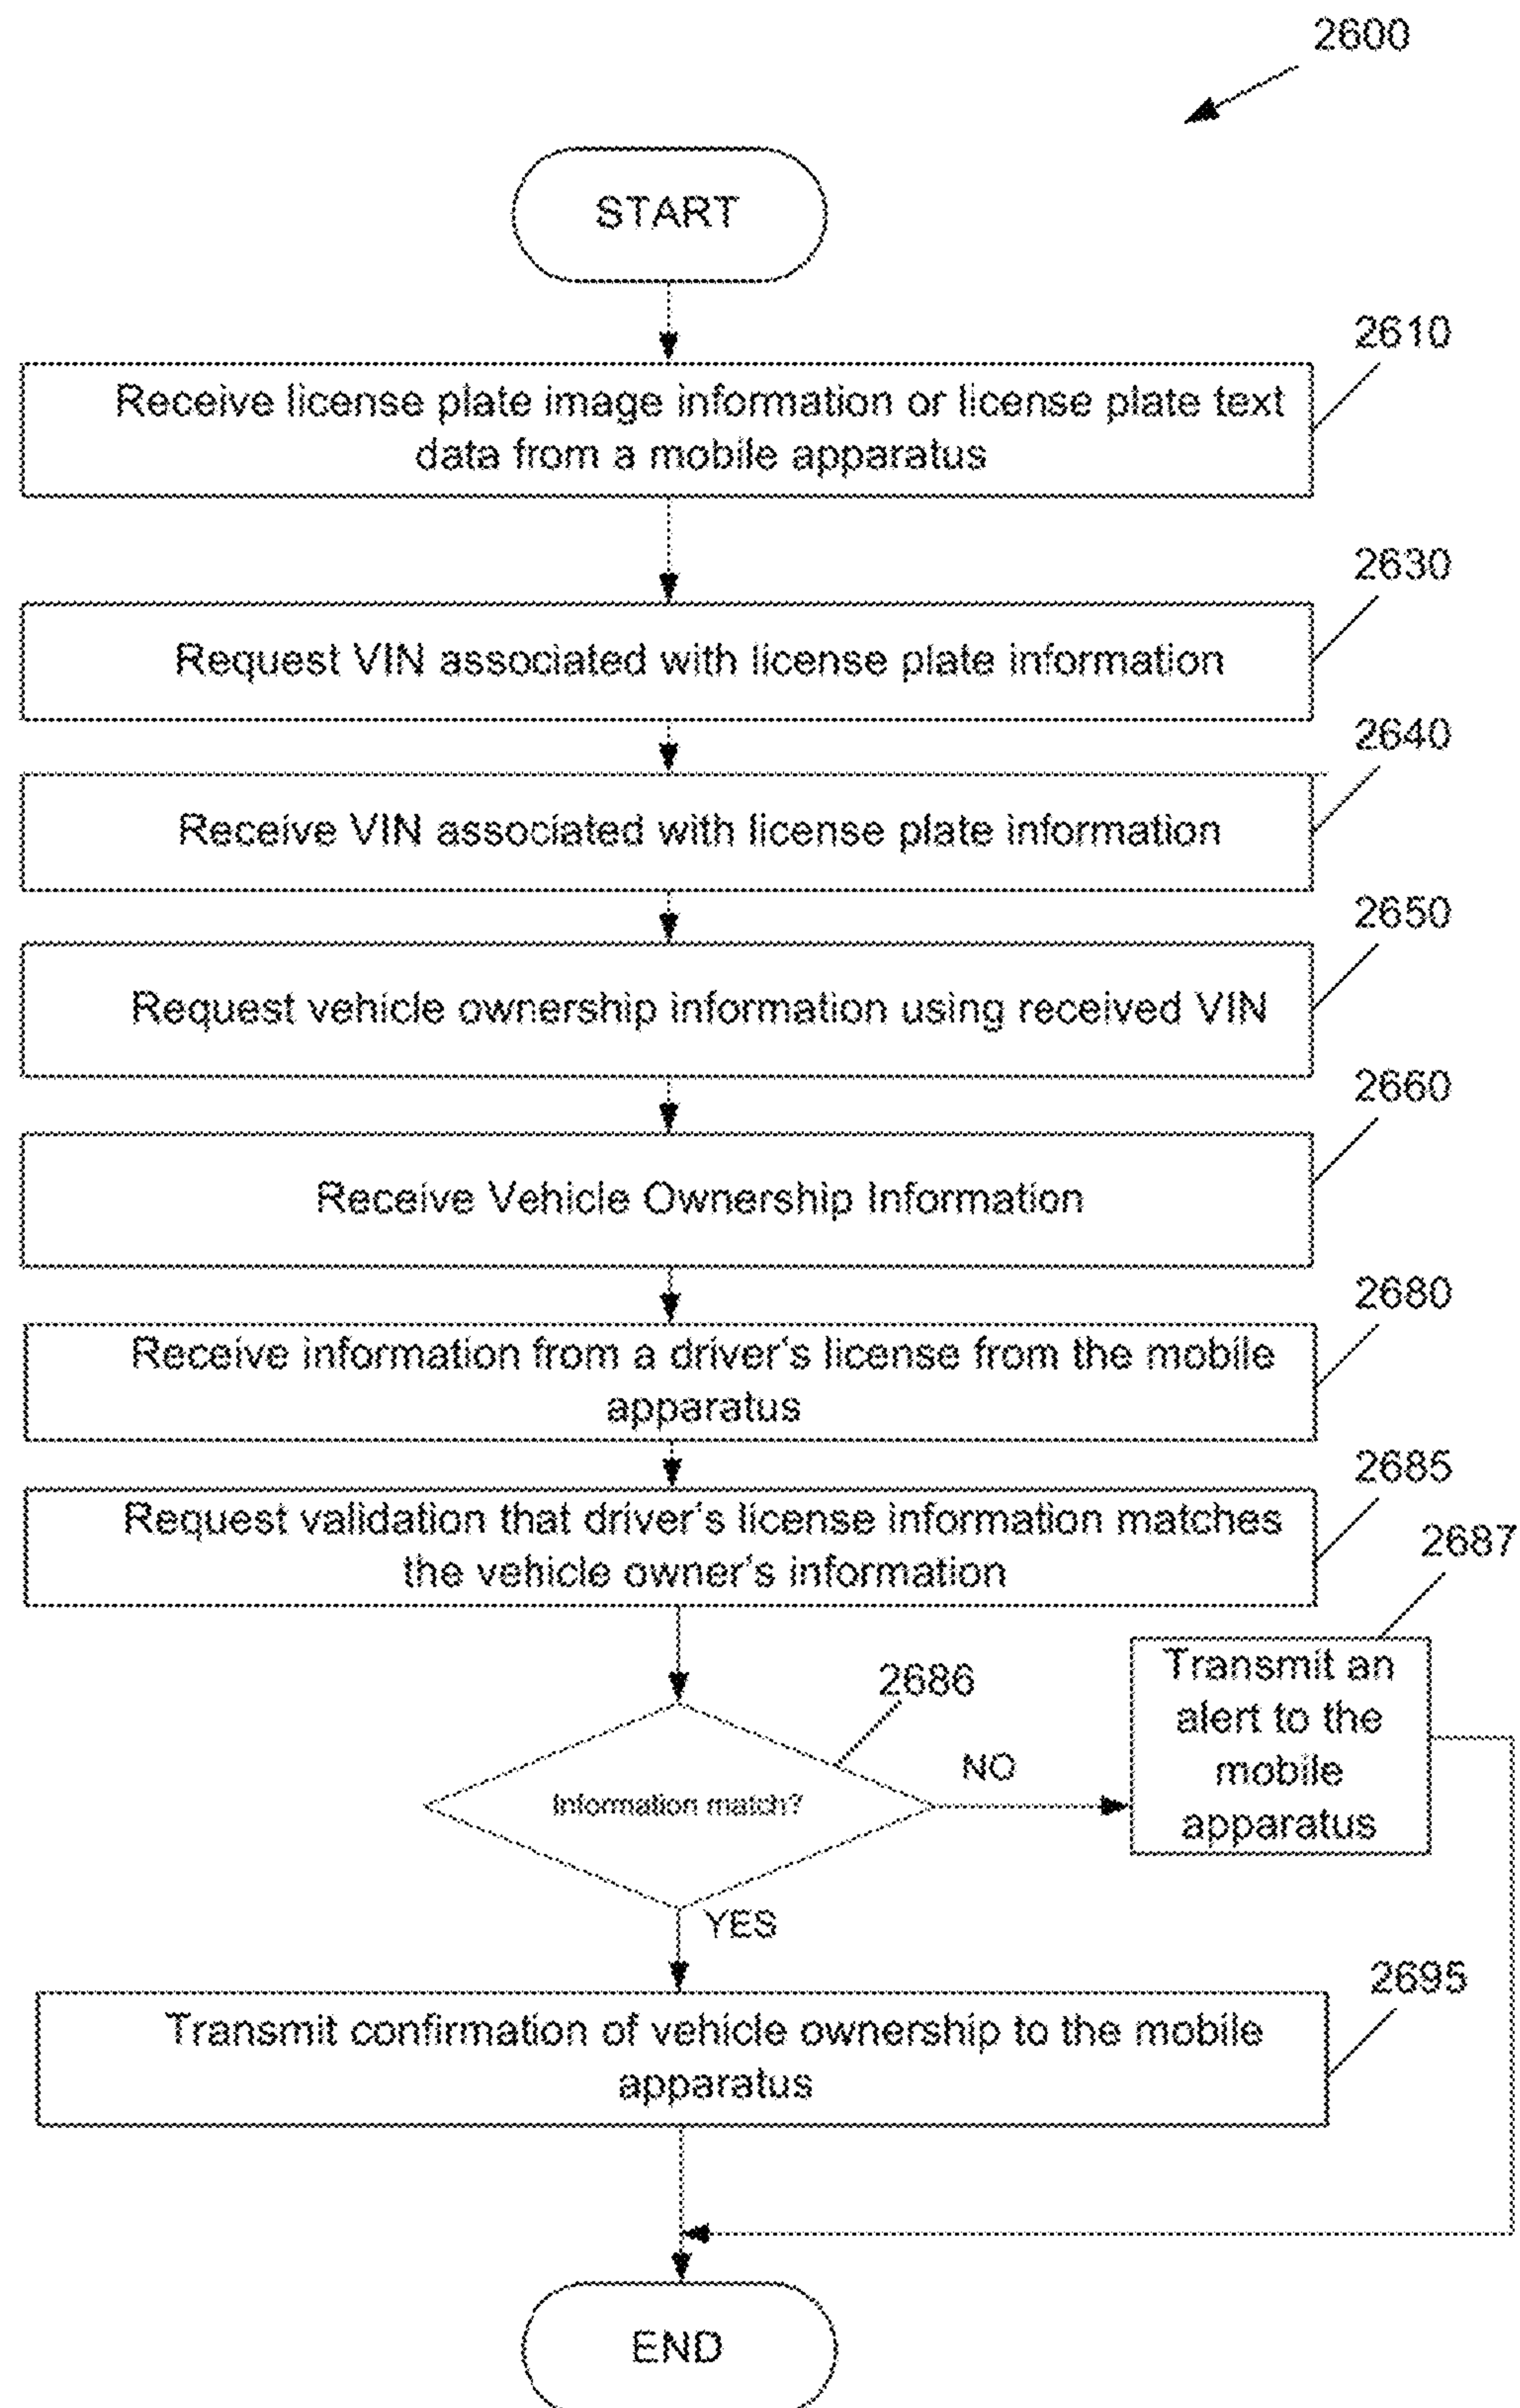 2600
START
2610
Receive license plate image information or license plate text
data from a mobile apparatus
2630
Request VIN associated with license plate information
2640
Receive VIN associated with license plate information
2650
Request vehicle ownership information using received VIN
2660
Receive Vehicle Ownership Information
2680
Receive information from a driver's license from the mobile
apparatus
2685
Request validation that driver's license information matches
the vehicle owner's information
2687
Transmit an
alert to the
mobile
apparatus
2686
NO
Information match?
YES
2695
Transmit confirmation of vehicle ownership to the mobile
apparatus
END